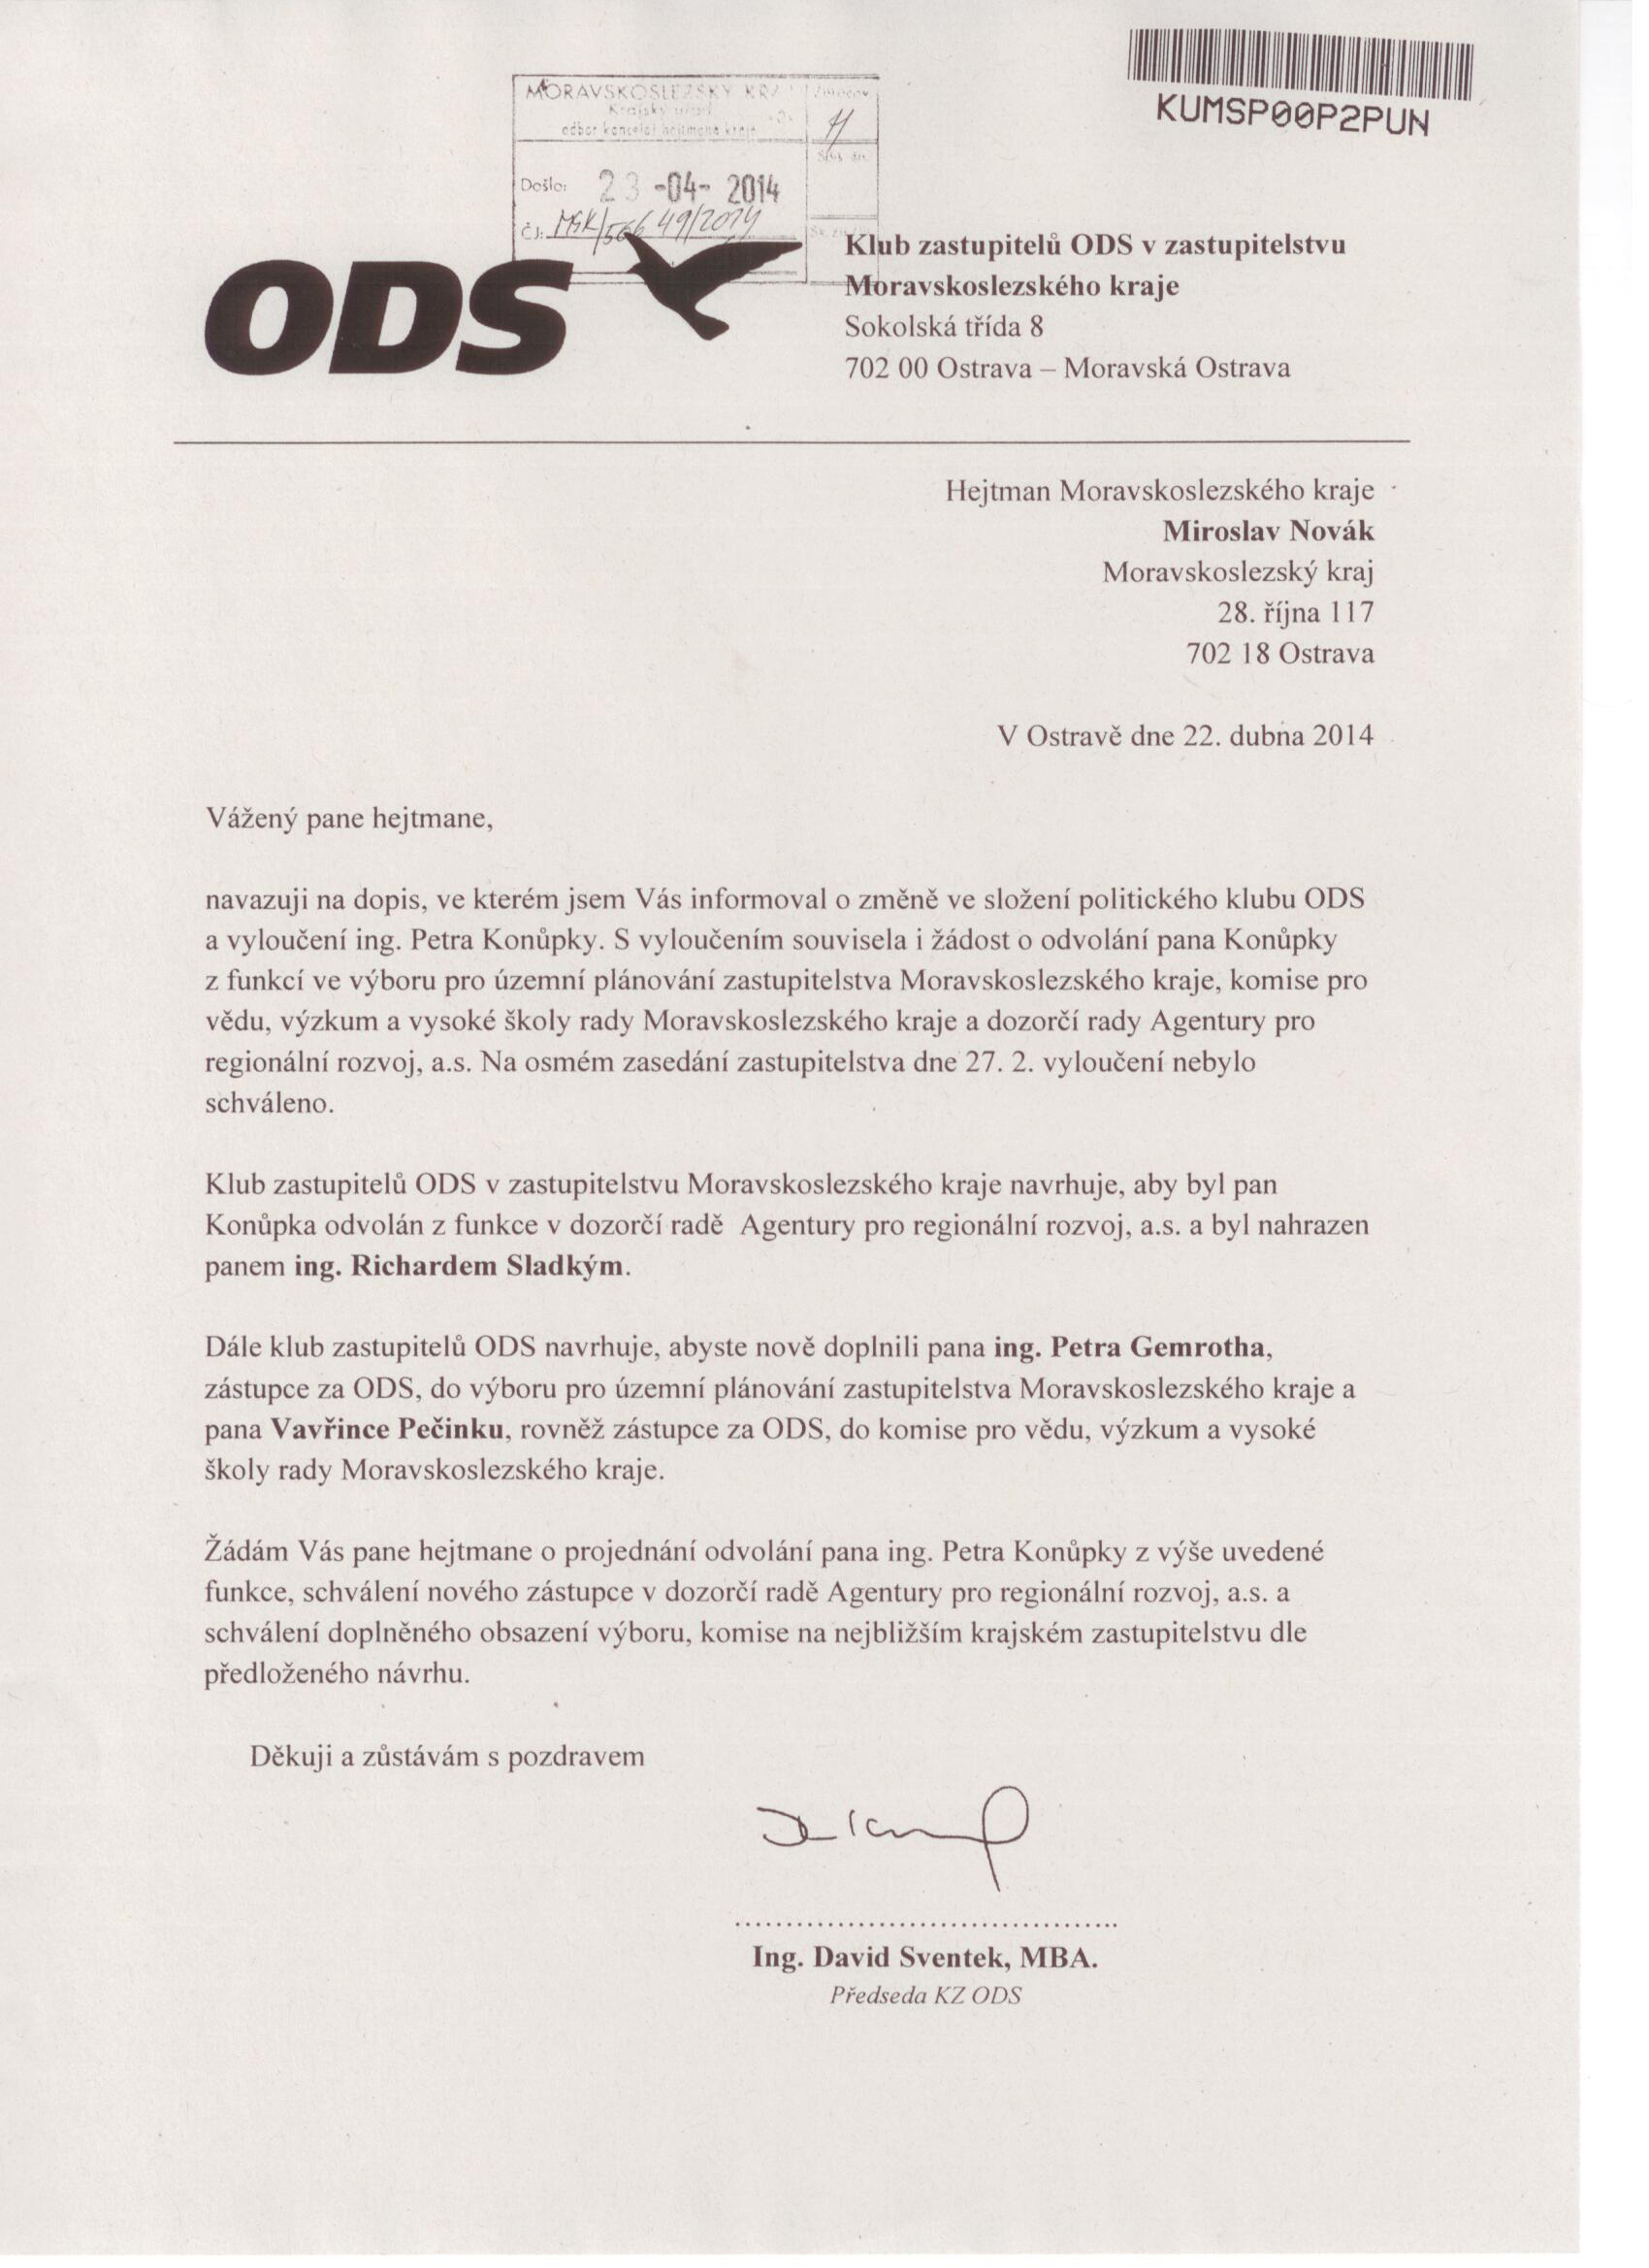 KUMSP00P2PUN
MORAVSKOSLEZSKÝ
Krajský úřad
odbor kancelář hejtmana kraje
11
Došlo: 23 -04- 2014
Čj:
ODS
Klub zastupitelů ODS v zastupitelstvu
Moravskoslezského kraje
Sokolská třída 8
702 00 Ostrava – Moravská Ostrava
Hejtman Moravskoslezského kraje
Miroslav Novák
Moravskoslezský kraj
28. října 117
702 18 Ostrava
V Ostravě dne 22. dubna 2014
Vážený pane hejtmane,
navazuji na dopis, ve kterém jsem Vás informoval o změně ve složení politického klubu ODS
a vyloučení ing. Petra Konůpky. S vyloučením souvisela i žádost o odvolání pana Konůpky
z funkcí ve výboru pro územní plánování zastupitelstva Moravskoslezského kraje, komise pro
vědu, výzkum a vysoké školy rady Moravskoslezského kraje a dozorčí rady Agentury pro
regionální rozvoj, a.s. Na osmém zasedání zastupitelstva dne 27. 2. vyloučení nebylo
schváleno.
Klub zastupitelů ODS v zastupitelstvu Moravskoslezského kraje navrhuje, aby byl pan
Konůpka odvolán z funkce v dozorčí radě Agentury pro regionální rozvoj, a.s. a byl nahrazen
panem ing. Richardem Sladkým.
Dále klub zastupitelů ODS navrhuje, abyste nově doplnili pana ing. Petra Gemrotha,
zástupce za ODS, do výboru pro územní plánování zastupitelstva Moravskoslezského kraje a
pana Vavřince Pečinku, rovněž zástupce za ODS, do komise pro vědu, výzkum a vysoké
školy rady Moravskoslezského kraje.
Žádám Vás pane hejtmane o projednání odvolání pana ing. Petra Konůpky z výše uvedené
funkce, schválení nového zástupce v dozorčí radě Agentury pro regionální rozvoj, a.s. a
schválení doplněného obsazení výboru, komise na nejbližším krajském zastupitelstvu dle
předloženého návrhu.
Děkuji a zůstávám s pozdravem
Ing. David Sventek, MBA.
Předseda KZ ODS